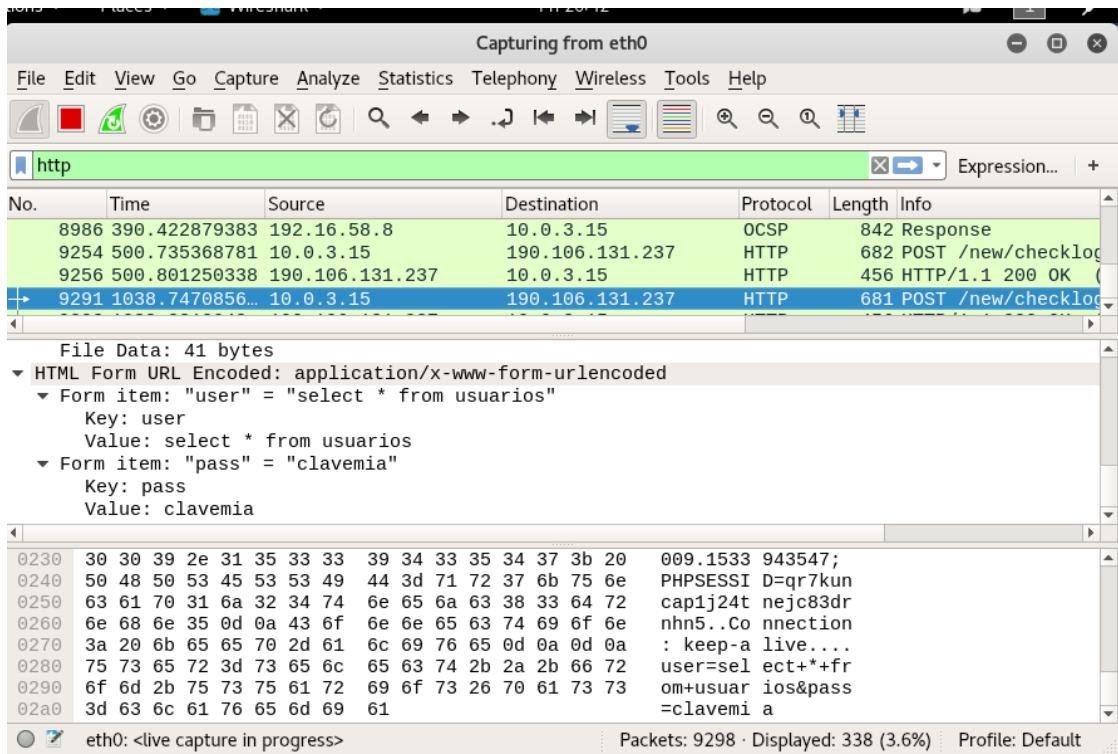 Capturing from eth0
File Edit View Go Capture Analyze Statistics Telephony Wireless Tools Help
http Expression... +
No. Time Source Destination Protocol Length Info
8986 390.422879383 192.16.58.8 10.0.3.15 OCSP 842 Response
9254 500.735368781 10.0.3.15 190.106.131.237 HTTP 682 POST /new/checklog
9256 500.801250338 190.106.131.237 10.0.3.15 HTTP 456 HTTP/1.1 200 OK (
9291 1038.7470856… 10.0.3.15 190.106.131.237 HTTP 681 POST /new/checklog
File Data: 41 bytes
HTML Form URL Encoded: application/x-www-form-urlencoded
Form item: "user" = "select * from usuarios"
Key: user
Value: select * from usuarios
Form item: "pass" = "clavemia"
Key: pass
Value: clavemia
0230 30 30 39 2e 31 35 33 33 39 34 33 35 34 37 3b 20 009.1533 943547;
0240 50 48 50 53 45 53 53 49 44 3d 71 72 37 6b 75 6e PHPSESSI D=qr7kun
0250 63 61 70 31 6a 32 34 74 6e 65 6a 63 38 33 64 72 cap1j24t nejc83dr
0260 6e 68 6e 35 0d 0a 43 6f 6e 6e 65 63 74 69 6f 6e nhn5..Co nnection
0270 3a 20 6b 65 65 70 2d 61 6c 69 76 65 0d 0a 0d 0a : keep-a live....
0280 75 73 65 72 3d 73 65 6c 65 63 74 2b 2a 2b 66 72 user=sel ect+*+fr
0290 6f 6d 2b 75 73 75 61 72 69 6f 73 26 70 61 73 73 om+usuar ios&pass
02a0 3d 63 6c 61 76 65 6d 69 61 =clavemi a
eth0: <live capture in progress> Packets: 9298 · Displayed: 338 (3.6%) Profile: Default